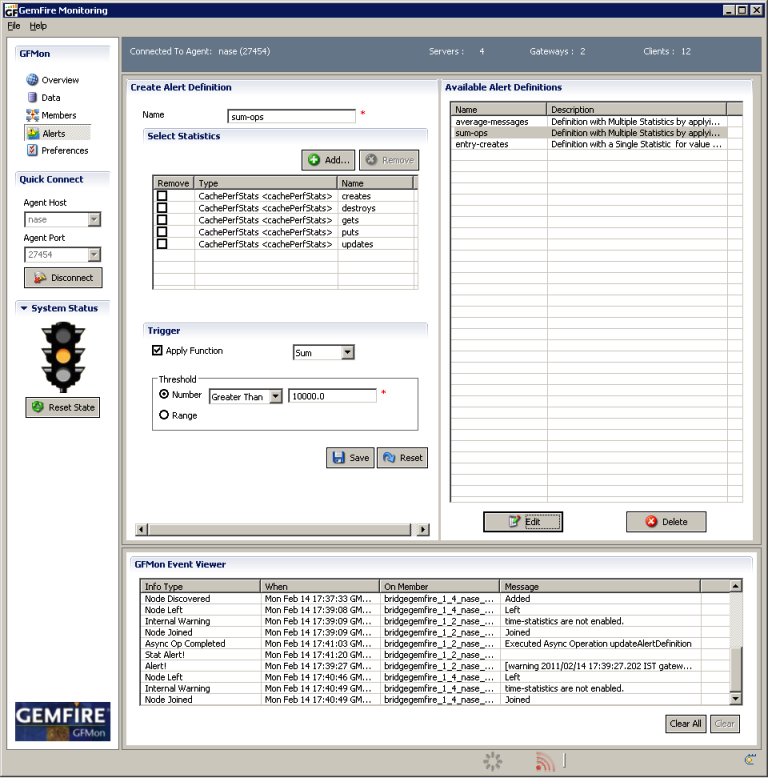 GF GemFire Monitoring
File Help
GFMon
Overview
Data
Members
Alerts
Preferences
Quick Connect
Agent Host
nase
Agent Port
27454
Disconnect
System Status
Reset State
GEMFIRE
GFMon
Connected To Agent: nase (27454) Servers : 4 Gateways : 2 Clients : 12
Create Alert Definition
Name sum-ops *
Select Statistics
Add... Remove
Remove Type Name
CachePerfStats <cachePerfStats> creates
CachePerfStats <cachePerfStats> destroys
CachePerfStats <cachePerfStats> gets
CachePerfStats <cachePerfStats> puts
CachePerfStats <cachePerfStats> updates
Trigger
Apply Function Sum
Threshold
Number Greater Than 10000.0 *
Range
Save Reset
Available Alert Definitions
Name Description
average-messages Definition with Multiple Statistics by applyi...
sum-ops Definition with Multiple Statistics by applyi...
entry-creates Definition with a Single Statistic for value ...
Edit Delete
GFMon Event Viewer
Info Type When On Member Message
Node Discovered Mon Feb 14 17:37:33 GM... bridgegemfire_1_4_nase_... Added
Node Left Mon Feb 14 17:39:08 GM... bridgegemfire_1_4_nase_... Left
Internal Warning Mon Feb 14 17:39:09 GM... bridgegemfire_1_2_nase_... time-statistics are not enabled.
Node Joined Mon Feb 14 17:39:09 GM... bridgegemfire_1_2_nase_... Joined
Async Op Completed Mon Feb 14 17:41:03 GM... bridgegemfire_1_2_nase_... Executed Async Operation updateAlertDefinition
Stat Alert! Mon Feb 14 17:41:20 GM... bridgegemfire_1_2_nase_...
Alert! Mon Feb 14 17:39:27 GM... bridgegemfire_1_2_nase_... [warning 2011/02/14 17:39:27.202 IST gatew...
Node Left Mon Feb 14 17:40:46 GM... bridgegemfire_1_4_nase_... Left
Internal Warning Mon Feb 14 17:40:49 GM... bridgegemfire_1_4_nase_... time-statistics are not enabled.
Node Joined Mon Feb 14 17:40:49 GM... bridgegemfire_1_4_nase_... Joined
Clear All Clear